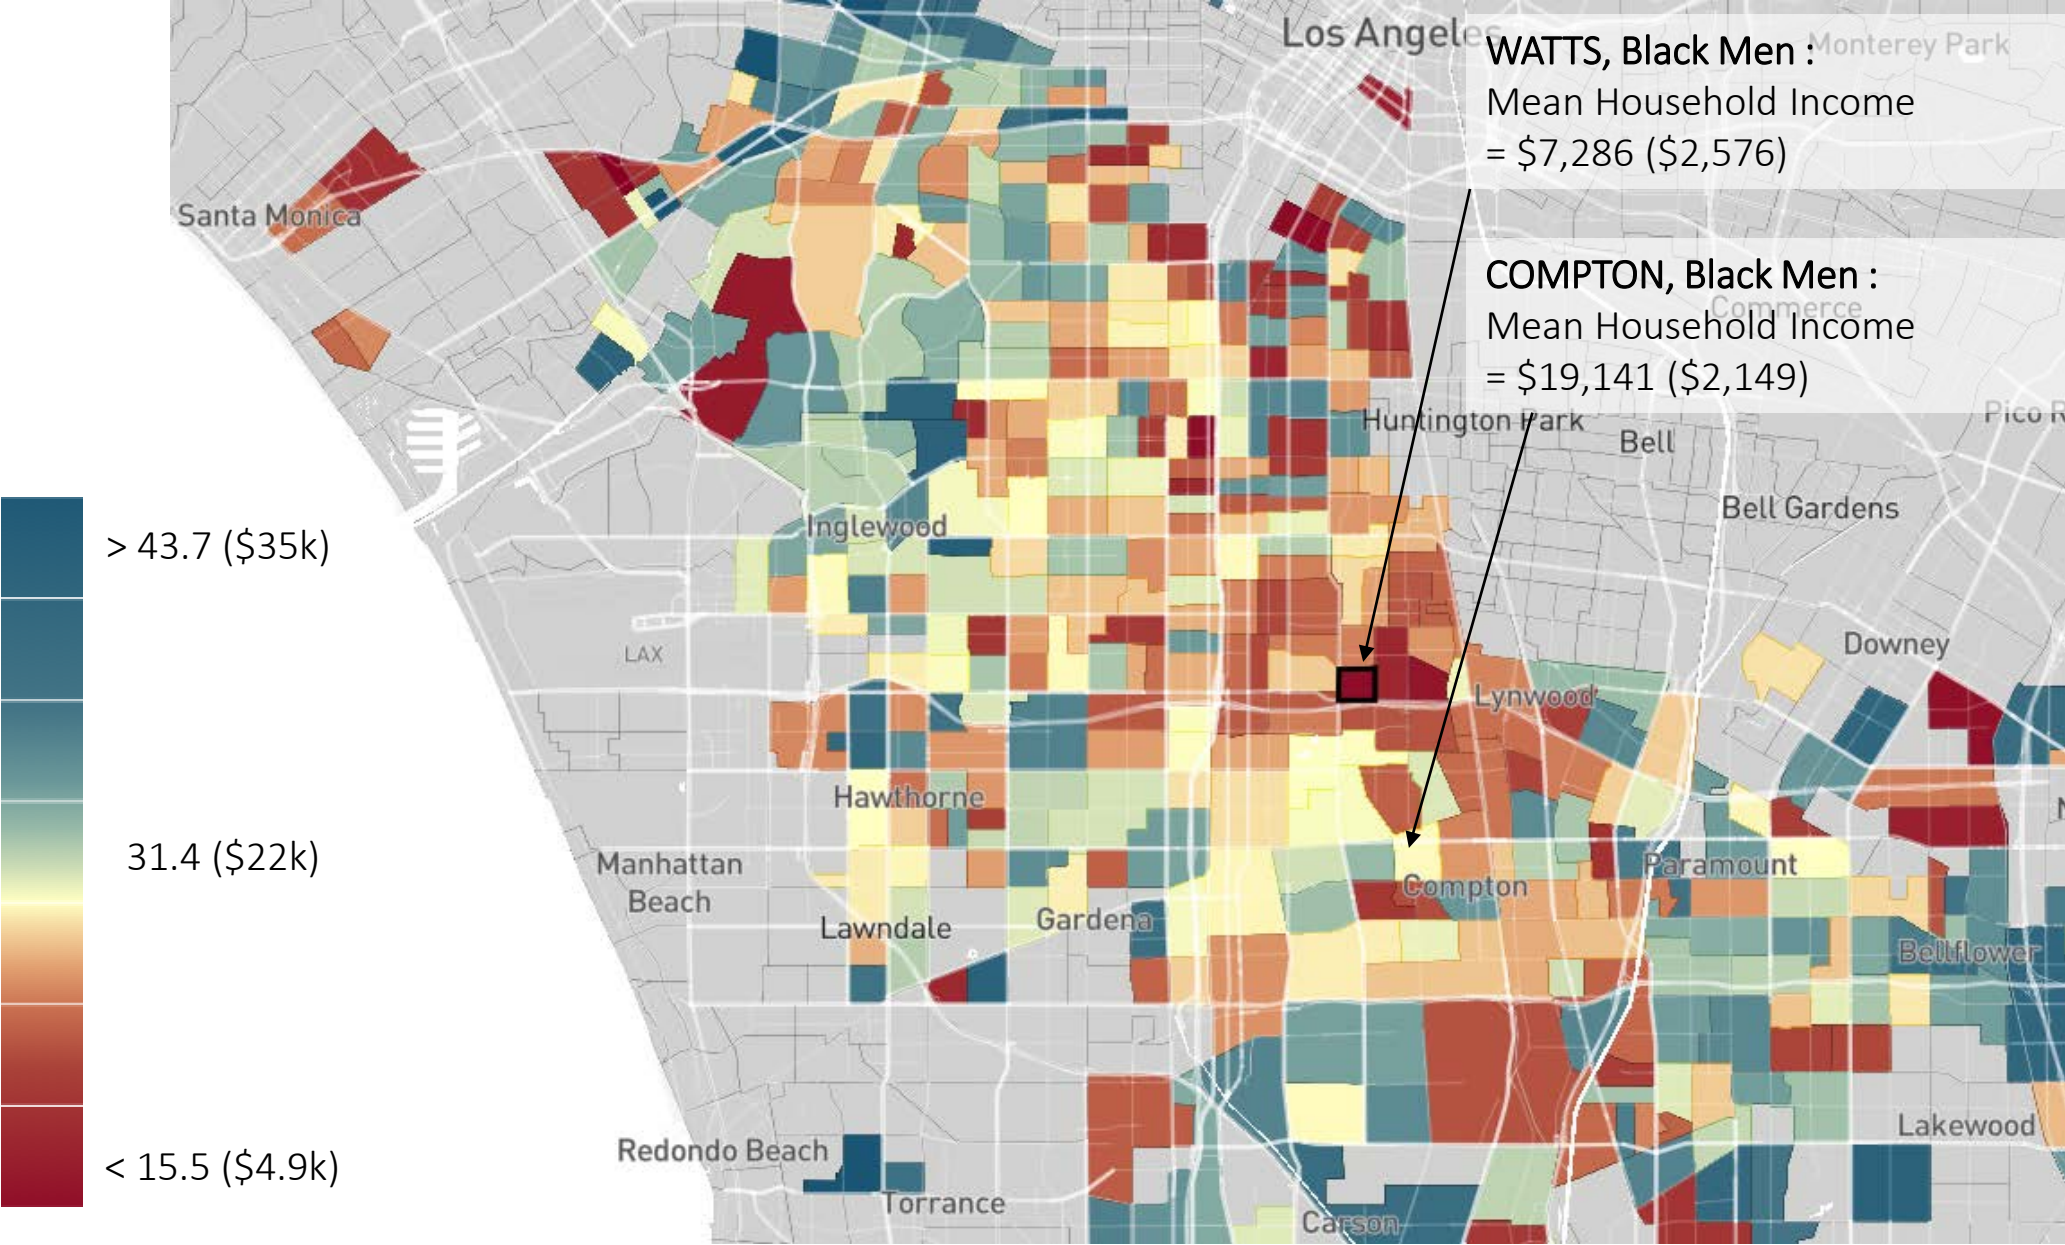 Los Angeles
WATTS, Black Men :
Monterey Park
Mean Household Income
= $7,286 ($2,576)
Santa Monica
COMPTON, Black Men :
Commerce
Mean Household Income
= $19,141 ($2,149)
Huntington Park
Pico R
Bell
Bell Gardens
Inglewood
> 43.7 ($35k)
LAX
Downey
Lynwood
Hawthorne
31.4 ($22k)
Manhattan
Beach
Paramount
Compton
Lawndale
Gardena
Bellflower
< 15.5 ($4.9k)
Redondo Beach
Lakewood
Torrance
Carson
N